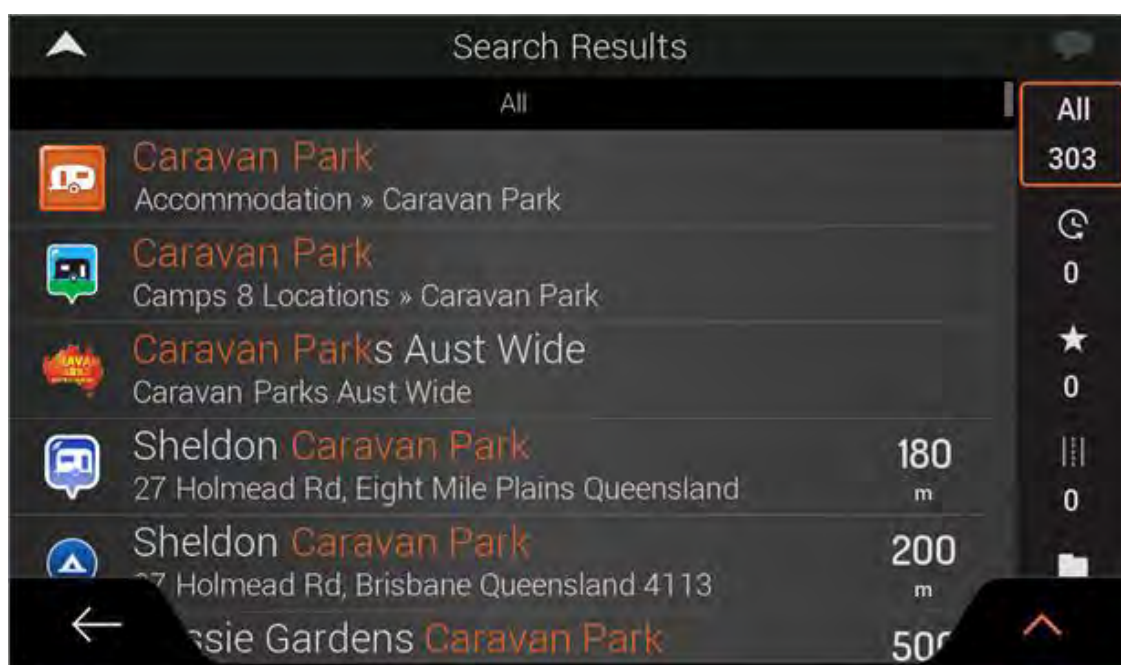 Search Results
All
Caravan Park
Accommodation » Caravan Park
Caravan Park
Camps 8 Locations » Caravan Park
Caravan Parks Aust Wide
Caravan Parks Aust Wide
Sheldon Caravan Park
27 Holmead Rd, Eight Mile Plains Queensland
180
m
Sheldon Caravan Park
Holmead Rd, Brisbane Queensland 4113
200
m
Gardens Caravan Park
All
303
0
0
0